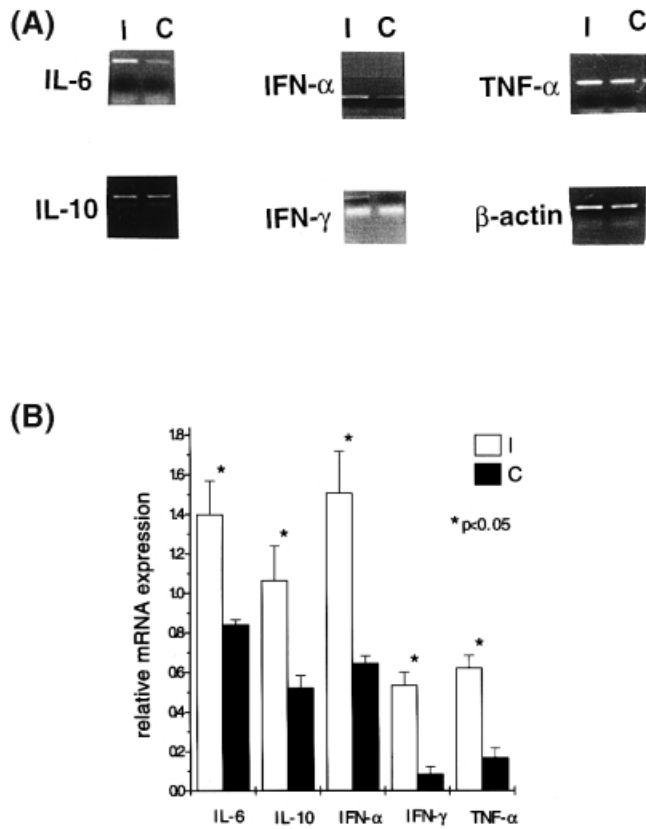 (A)
I C I C I C
IL-6 IFN-α TNF-α
IL-10 IFN-γ β-actin
(B)
relative mRNA expression
1.8
1.6
1.4
1.2
1.0
0.8
0.6
0.4
0.2
0.0
* * * * *
I
C
* p<0.05
IL-6 IL-10 IFN-α IFN-γ TNF-α